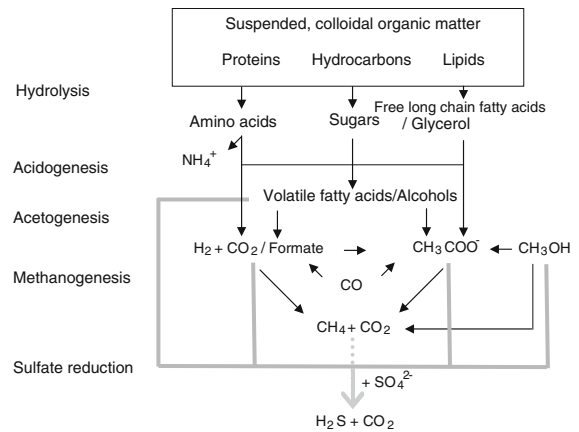 Suspended, colloidal organic matter
Proteins Hydrocarbons Lipids
Hydrolysis
Amino acids Sugars Free long chain fatty acids
/ Glycerol
NH₄⁺
Acidogenesis
Volatile fatty acids/Alcohols
Acetogenesis
H₂ + CO₂ / Formate CH₃COO⁻ CH₃OH
Methanogenesis
CO
CH₄ + CO₂
Sulfate reduction
+ SO₄²⁻
H₂S + CO₂